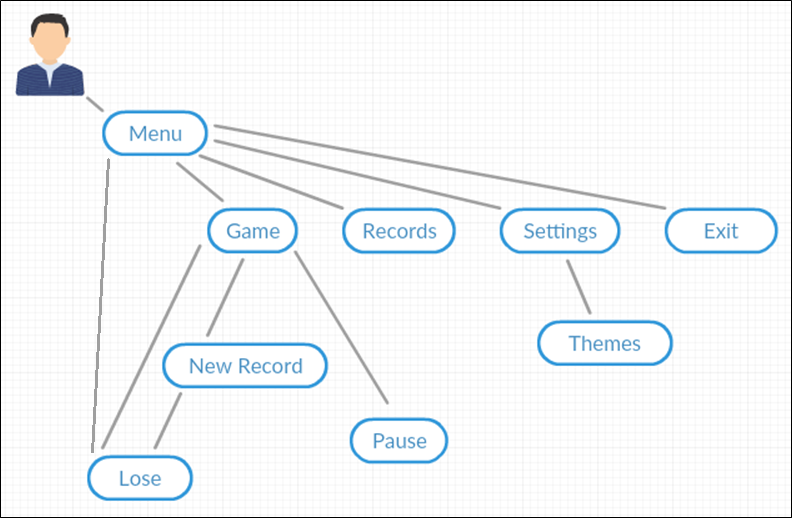 Menu
Game
Records
Settings
Exit
Themes
New Record
Pause
Lose